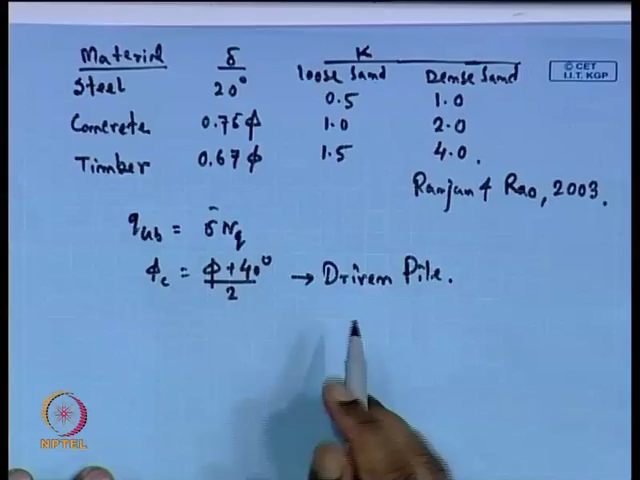 Material δ K
loose Sand Dense Sand
Steel 20° 0.5 1.0
Concrete 0.75φ 1.0 2.0
Timber 0.67φ 1.5 4.0.
Ranjan & Rao, 2003.
q_ub = σ̄ N_q
φ_c = (φ + 40°)/2 → Driven Pile.
© CET
I.I.T. KGP
NPTEL